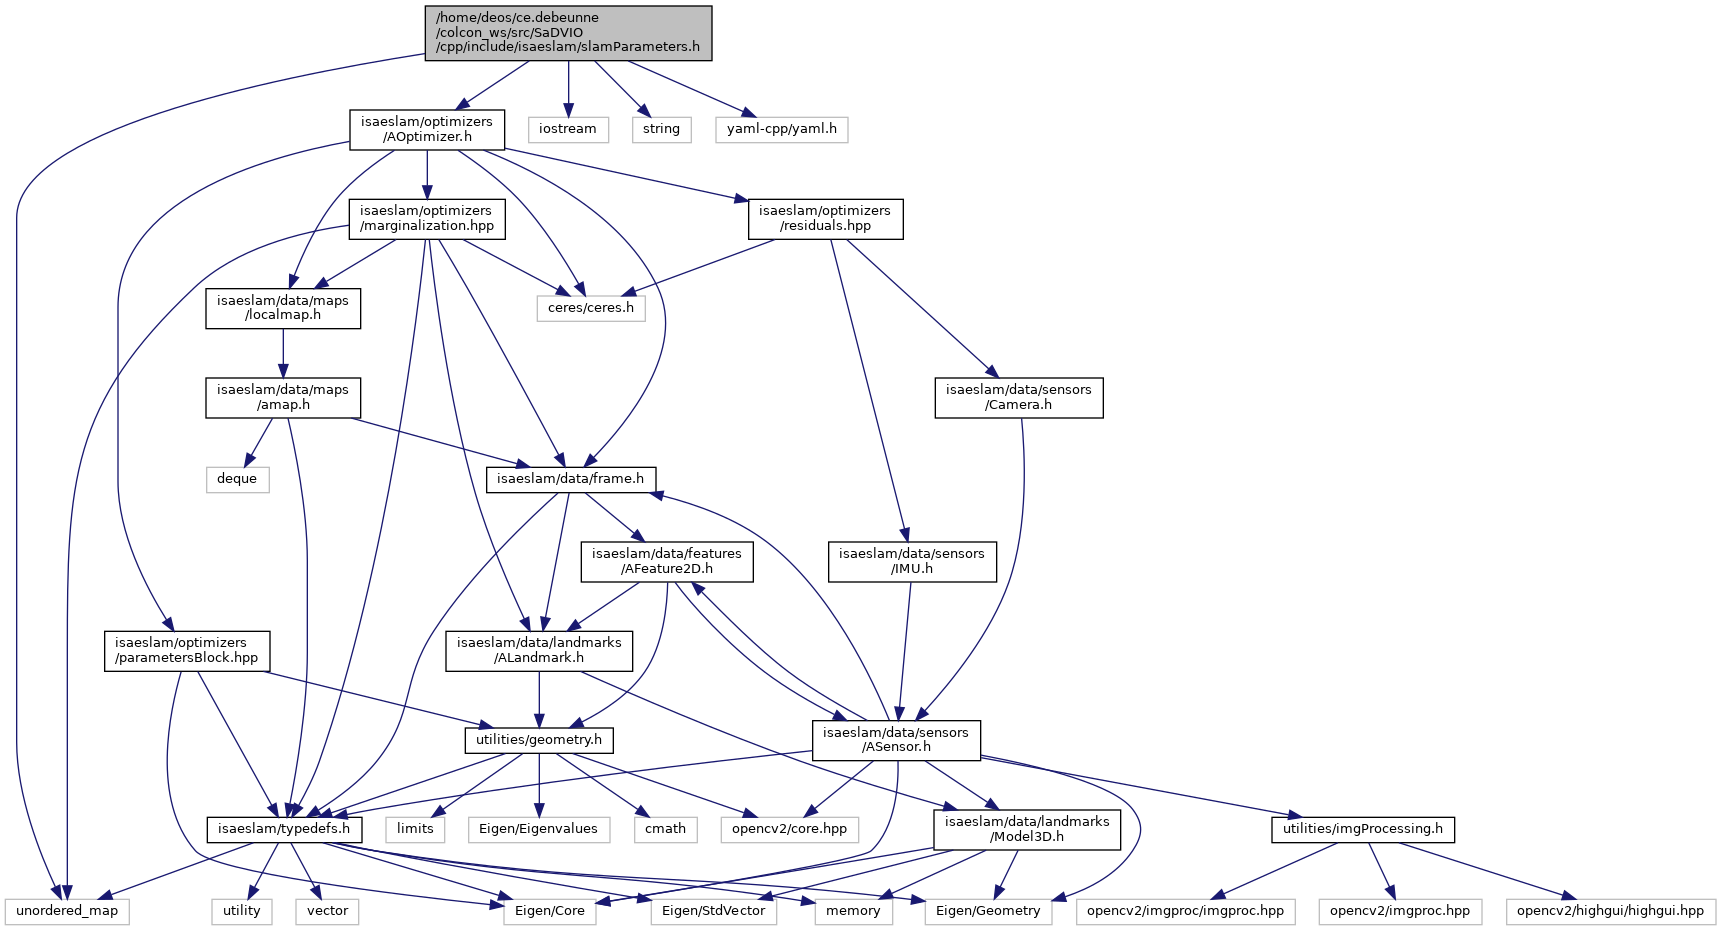 /home/deos/ce.debeunne
/colcon_ws/src/SaDVIO
/cpp/include/isaeslam/slamParameters.h
isaeslam/optimizers
/AOptimizer.h
iostream
string
yaml-cpp/yaml.h
isaeslam/optimizers
/marginalization.hpp
isaeslam/optimizers
/residuals.hpp
isaeslam/data/maps
/localmap.h
ceres/ceres.h
isaeslam/data/maps
/amap.h
isaeslam/data/sensors
/Camera.h
deque
isaeslam/data/frame.h
isaeslam/data/features
/AFeature2D.h
isaeslam/data/sensors
/IMU.h
isaeslam/optimizers
/parametersBlock.hpp
isaeslam/data/landmarks
/ALandmark.h
utilities/geometry.h
isaeslam/data/sensors
/ASensor.h
isaeslam/typedefs.h
limits
Eigen/Eigenvalues
cmath
opencv2/core.hpp
isaeslam/data/landmarks
/Model3D.h
utilities/imgProcessing.h
unordered_map
utility
vector
Eigen/Core
Eigen/StdVector
memory
Eigen/Geometry
opencv2/imgproc/imgproc.hpp
opencv2/imgproc.hpp
opencv2/highgui/highgui.hpp